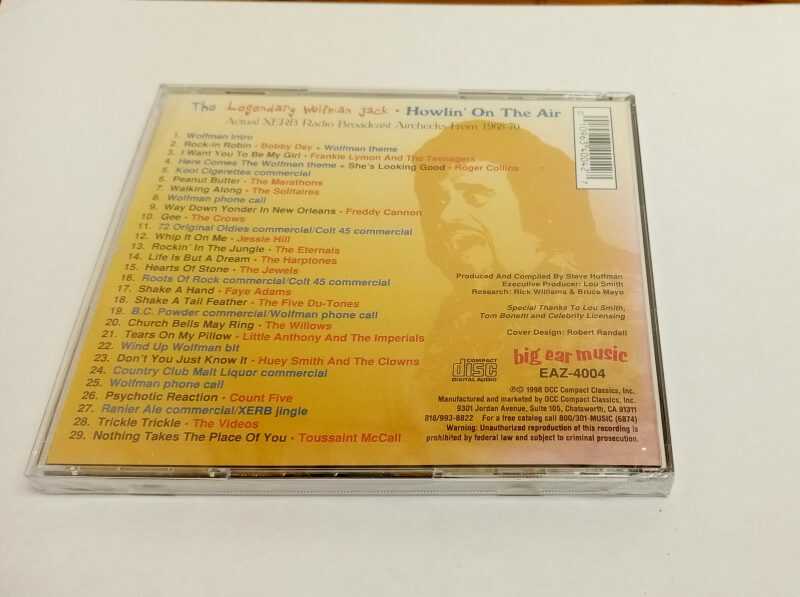 The Legendary Wolfman Jack • Howlin' On The Air
Actual XERB Radio Broadcast Airchecks From 1968-70
1. Wolfman Intro
2. Rock-in Robin - Bobby Day + Wolfman theme
3. I Want You To Be My Girl - Frankie Lymon And The Teenagers
4. Here Comes The Wolfman theme + She's Looking Good - Roger Collins
5. Kool Cigarettes commercial
6. Peanut Butter - The Marathons
7. Walking Along - The Solitaires
8. Wolfman phone call
9. Way Down Yonder In New Orleans - Freddy Cannon
10. Gee - The Crows
11. 72 Original Oldies commercial/Colt 45 commercial
12. Whip It On Me - Jessie Hill
13. Rockin' In The Jungle - The Eternals
14. Life Is But A Dream - The Harptones
15. Hearts Of Stone - The Jewels
16. Roots Of Rock commercial/Colt 45 commercial
17. Shake A Hand - Faye Adams
18. Shake A Tail Feather - The Five Du-Tones
19. B.C. Powder commercial/Wolfman phone call
20. Church Bells May Ring - The Willows
21. Tears On My Pillow - Little Anthony And The Imperials
22. Wind Up Wolfman bit
23. Don't You Just Know It - Huey Smith And The Clowns
24. Country Club Malt Liquor commercial
25. Wolfman phone call
26. Psychotic Reaction - Count Five
27. Ranier Ale commercial/XERB jingle
28. Trickle Trickle - The Videos
29. Nothing Takes The Place Of You - Toussaint McCall
Produced and Compiled By Steve Hoffman
Executive Producer: Lou Smith
Research: Rick Williams & Bruce Mayo
Special Thanks To Lou Smith,
Tom Bonetti and Celebrity Licensing
Cover Design: Robert Randall
COMPACT
disc
DIGITAL AUDIO
big ear music
EAZ-4004
℗© 1998 DCC Compact Classics, Inc.
Manufactured and marketed by DCC Compact Classics, Inc.
9301 Jordan Avenue, Suite 105, Chatsworth, CA 91311
818/993-8822 For a free catalog call 800/301-MUSIC (6874)
Warning: Unauthorized reproduction of this recording is
prohibited by federal law and subject to criminal prosecution.